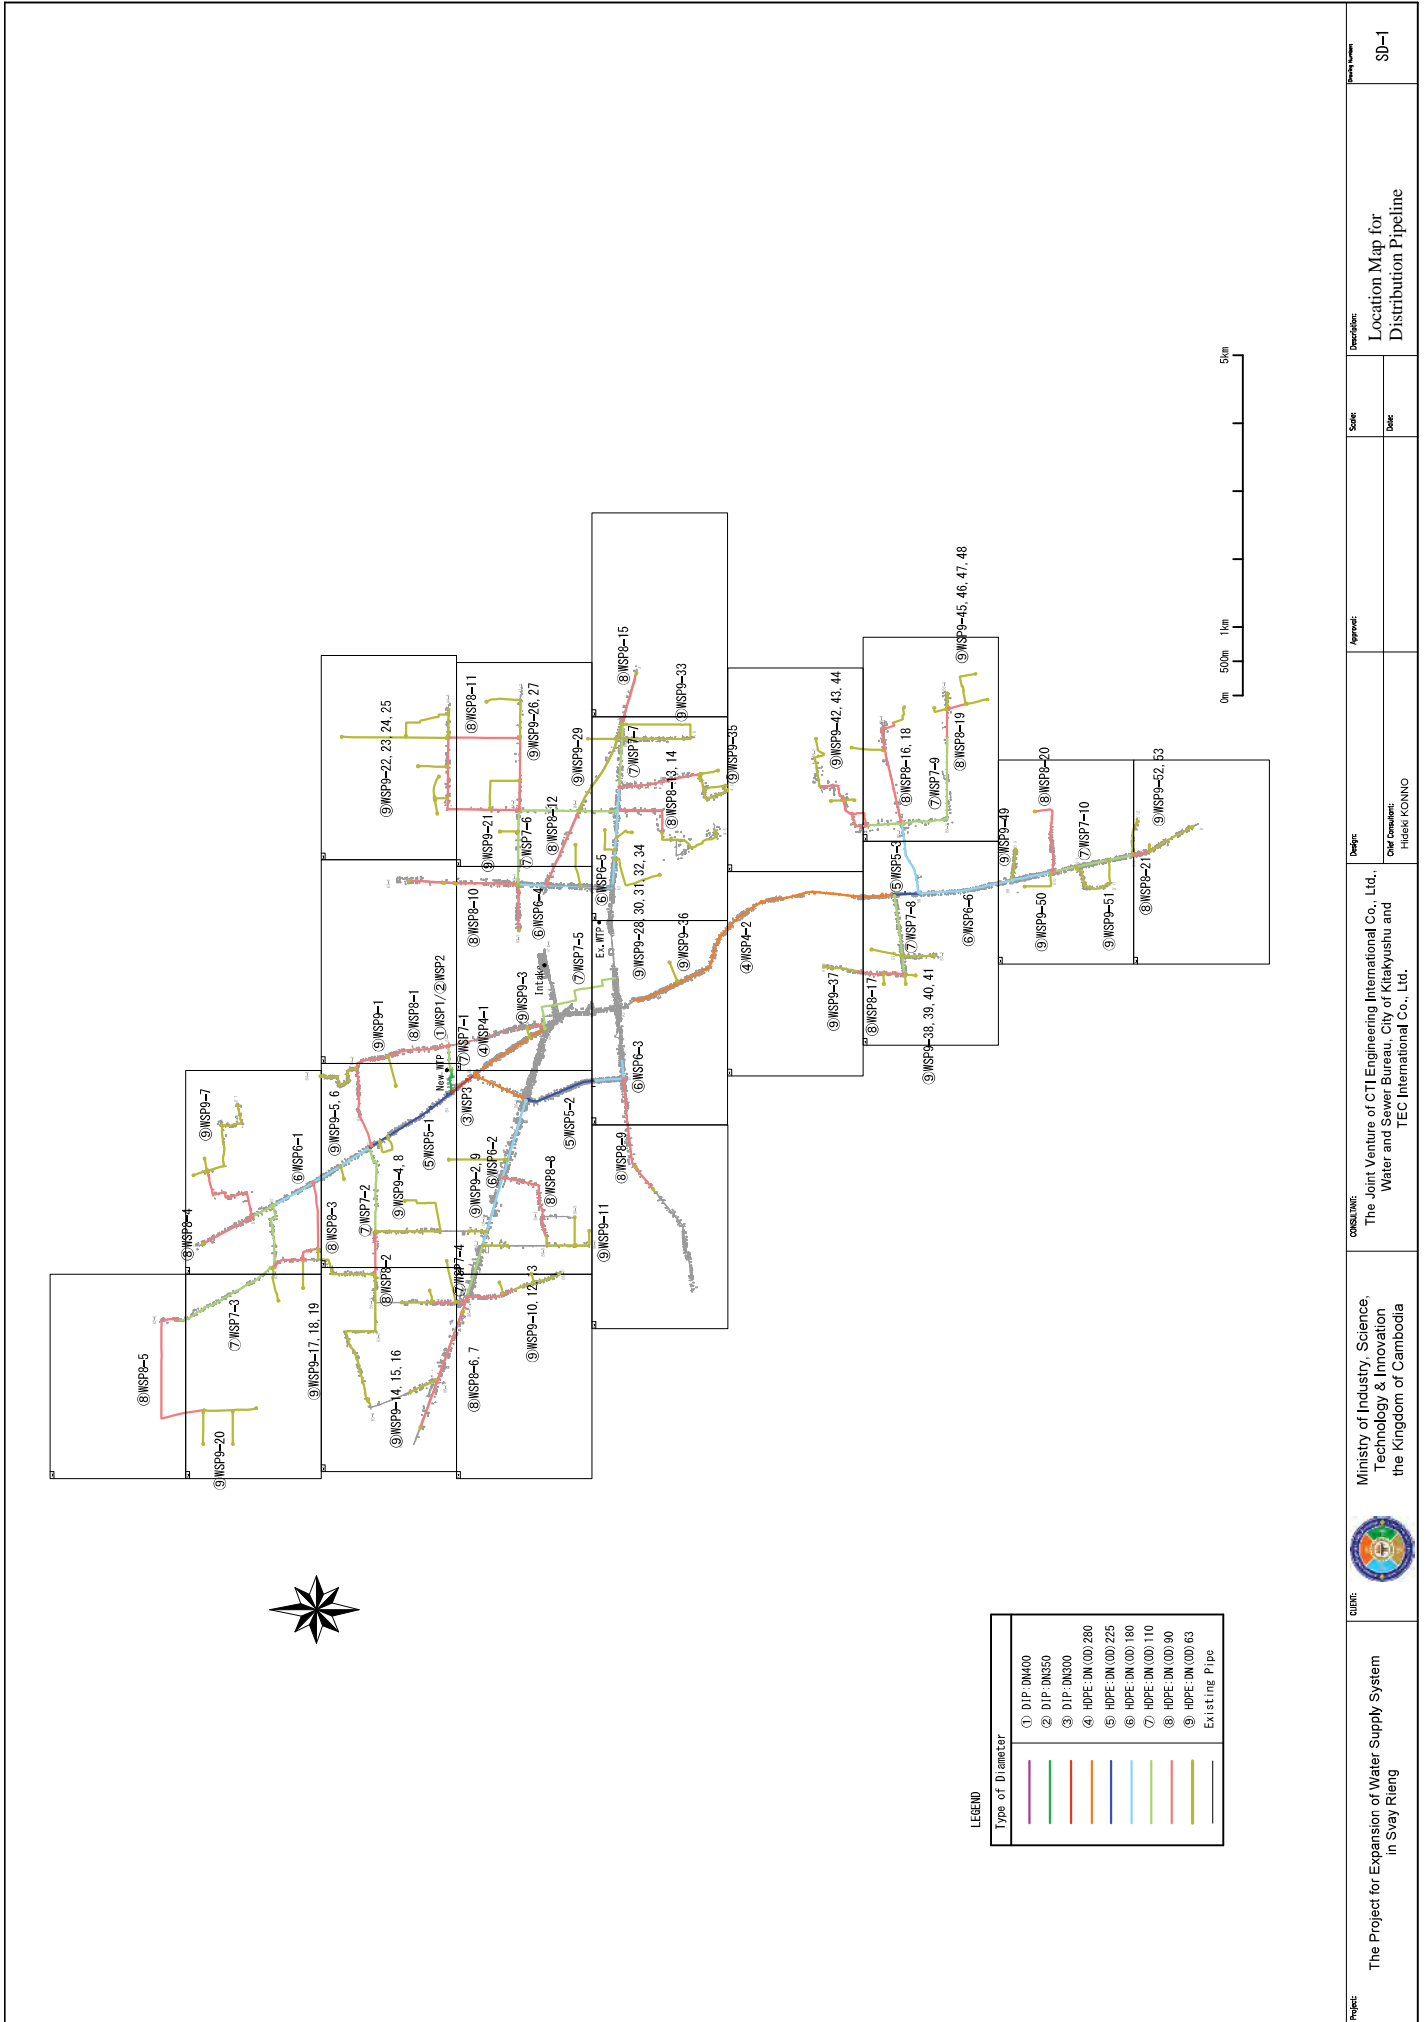 ⑧WSP8-5
⑨WSP9-20
⑦WSP7-3
⑧WSP8-4
⑨WSP9-7
⑥WSP6-1
⑨WSP9-17, 18, 19
⑧WSP8-3
⑨WSP9-5, 6
⑦WSP7-2
⑧WSP8-2
⑨WSP9-4, 8
⑨WSP9-14, 15, 16
⑨WSP9-1
⑧WSP8-1
⑤WSP5-1
①WSP1/②WSP2
New WTP
⑦WSP7-1
③WSP3
④WSP4-1
⑦WSP7-4
⑨WSP9-2, 9
⑥WSP6-2
⑧WSP8-6, 7
⑨WSP9-10, 12, 13
⑧WSP8-8
⑤WSP5-2
⑨WSP9-11
⑧WSP8-9
⑥WSP6-3
⑨WSP9-3
Intake
⑦WSP7-5
Ex.WTP
⑨WSP9-22, 23, 24, 25
⑧WSP8-11
⑧WSP8-10
⑨WSP9-21
⑦WSP7-6
⑨WSP9-26, 27
⑥WSP6-4
⑧WSP8-12
⑨WSP9-29
⑥WSP6-5
⑧WSP8-15
⑦WSP7-7
⑨WSP9-33
⑧WSP8-13, 14
⑨WSP9-28, 30, 31, 32, 34
⑨WSP9-35
⑨WSP9-36
④WSP4-2
⑨WSP9-42, 43, 44
⑨WSP9-37
⑧WSP8-17
⑤WSP5-3
⑦WSP7-8
⑨WSP9-38, 39, 40, 41
⑧WSP8-16, 18
⑦WSP7-9
⑧WSP8-19
⑨WSP9-45, 46, 47, 48
⑥WSP6-6
⑨WSP9-49
⑧WSP8-20
⑨WSP9-50
⑦WSP7-10
⑨WSP9-51
⑧WSP8-21
⑨WSP9-52, 53
0m 500m 1km 5km
LEGEND
Type of Diameter
① DIP:DN400
② DIP:DN350
③ DIP:DN300
④ HDPE:DN(OD)280
⑤ HDPE:DN(OD)225
⑥ HDPE:DN(OD)180
⑦ HDPE:DN(OD)110
⑧ HDPE:DN(OD)90
⑨ HDPE:DN(OD)63
Existing Pipe
Project:
The Project for Expansion of Water Supply System
in Svay Rieng
CLIENT:
Ministry of Industry, Science,
Technology & Innovation
the Kingdom of Cambodia
CONSULTANT:
The Joint Venture of CTI Engineering International Co., Ltd.,
Water and Sewer Bureau, City of Kitakyushu and
TEC International Co., Ltd.
Design:
Chief Consultant:
Hideki KONNO
Approval:
Scale:
Date:
Description:
Location Map for
Distribution Pipeline
Drawing Number:
SD-1